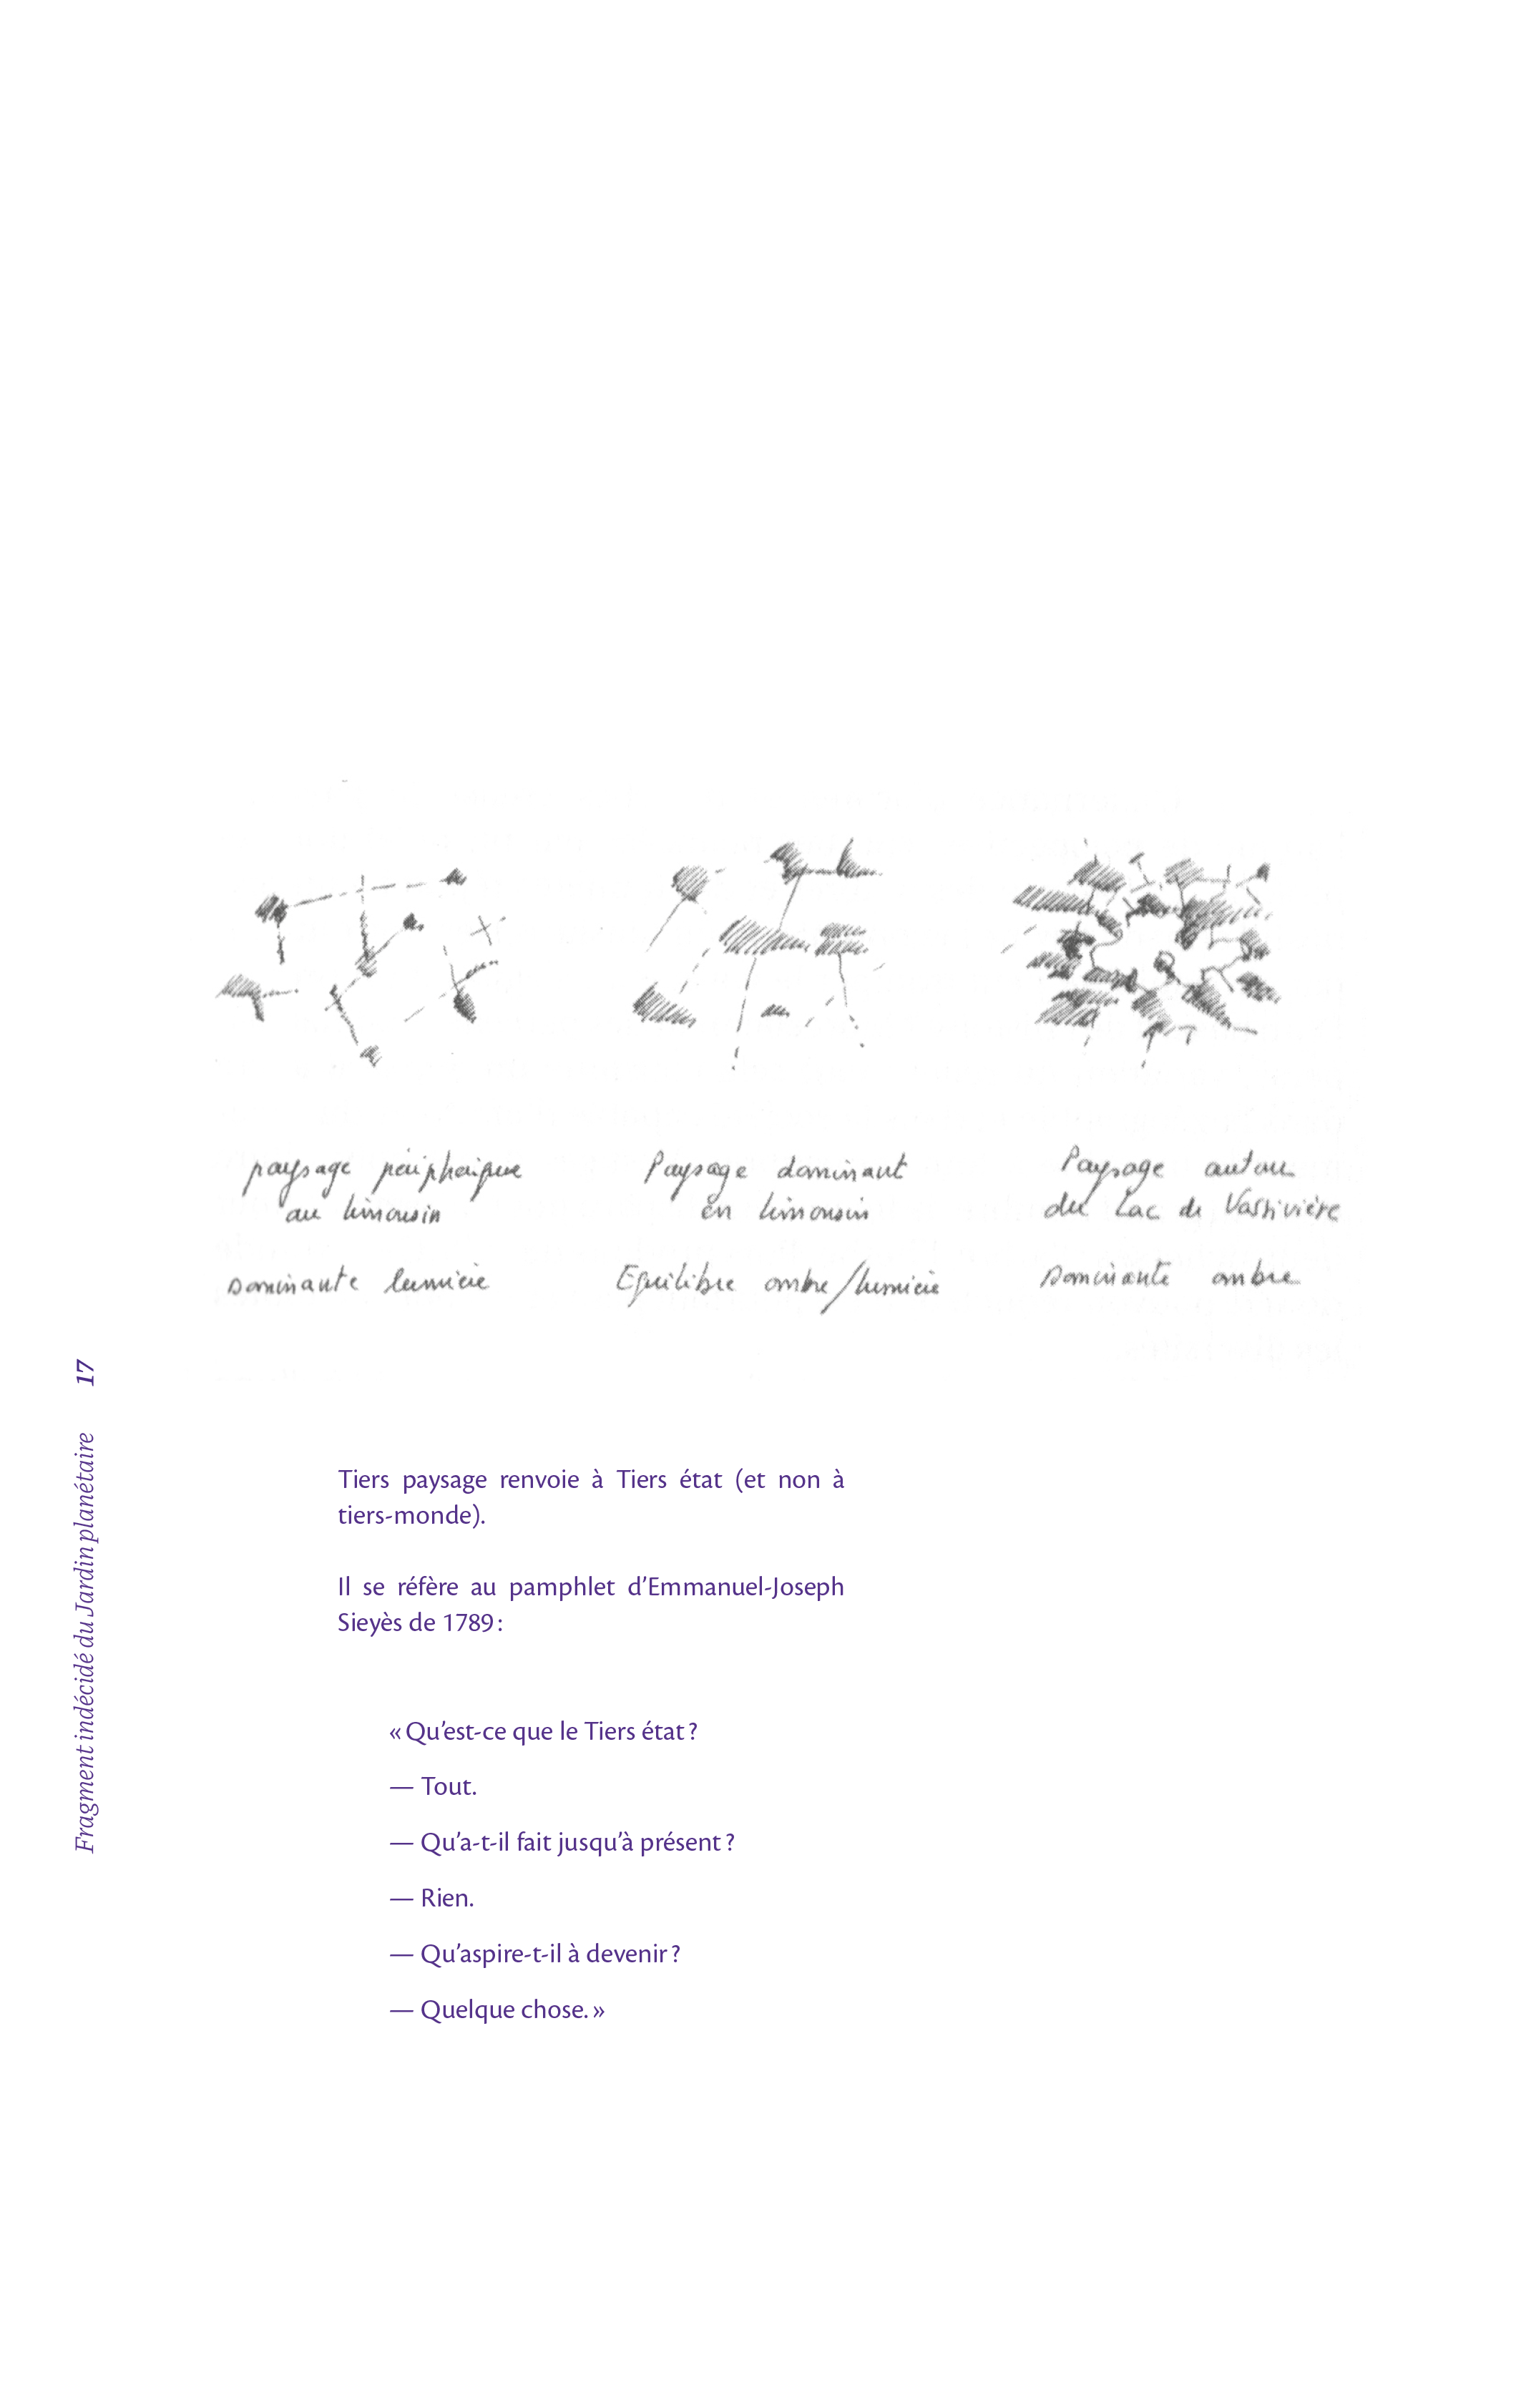 paysage périphérique
au limousin
Dominante lumière
Paysage dominant
en limousin
Equilibre ombre/lumière
Paysage autour
du Lac de Vassivière
Dominante ombre
17
Fragment indécidé du Jardin planétaire
Tiers paysage renvoie à Tiers état (et non à
tiers-monde).
Il se réfère au pamphlet d’Emmanuel-Joseph
Sieyès de 1789 :
« Qu’est-ce que le Tiers état ?
— Tout.
— Qu’a-t-il fait jusqu’à présent ?
— Rien.
— Qu’aspire-t-il à devenir ?
— Quelque chose. »